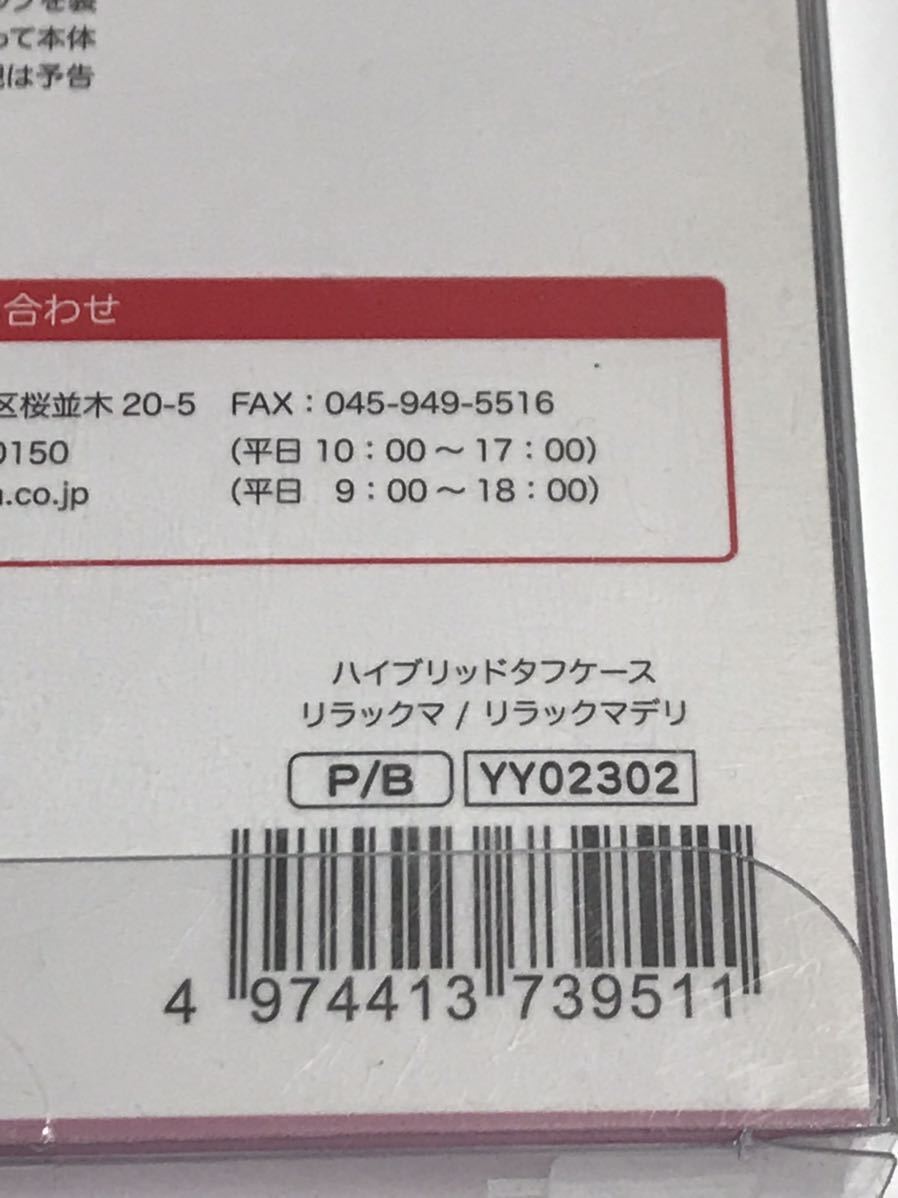 って本体
は予告
合わせ
区桜並木 20-5 FAX：045-949-5516
0150 （平日 10：00～17：00）
.co.jp （平日 9：00～18：00）
ハイブリッドタフケース
リラックマ / リラックマデリ
P/B YY02302
4 974413 739511